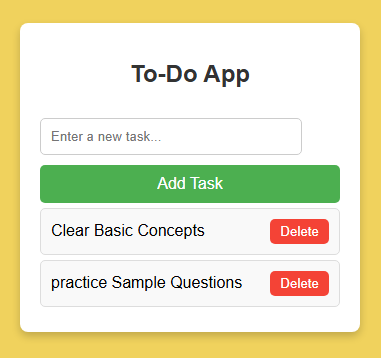 To-Do App
Enter a new task...
Add Task
Clear Basic Concepts Delete
practice Sample Questions Delete